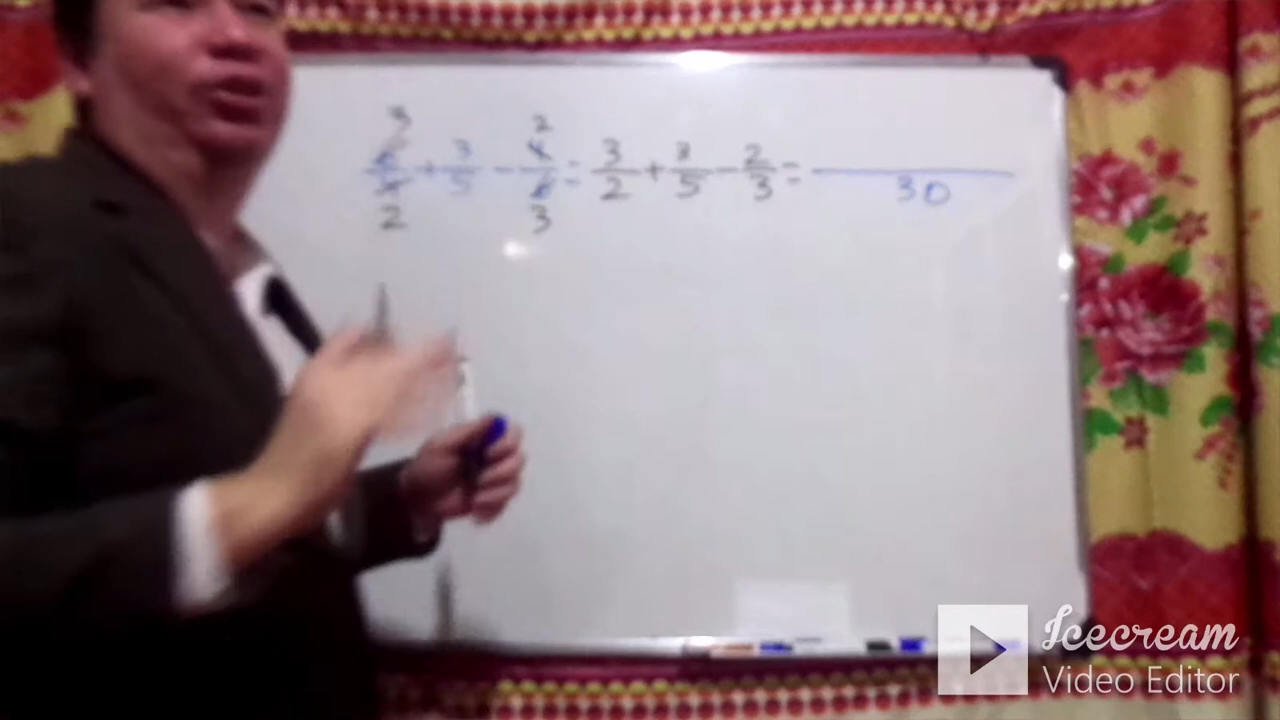 3 2
6/4 + 3/5 - 4/6 = 3/2 + 3/5 - 2/3 = /30
2 3
Icecream
Video Editor